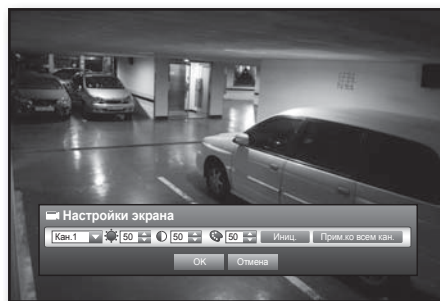 Настройки экрана
Кан.1 50 50 50 Иниц. Прим.ко всем кан.
OK Отмена